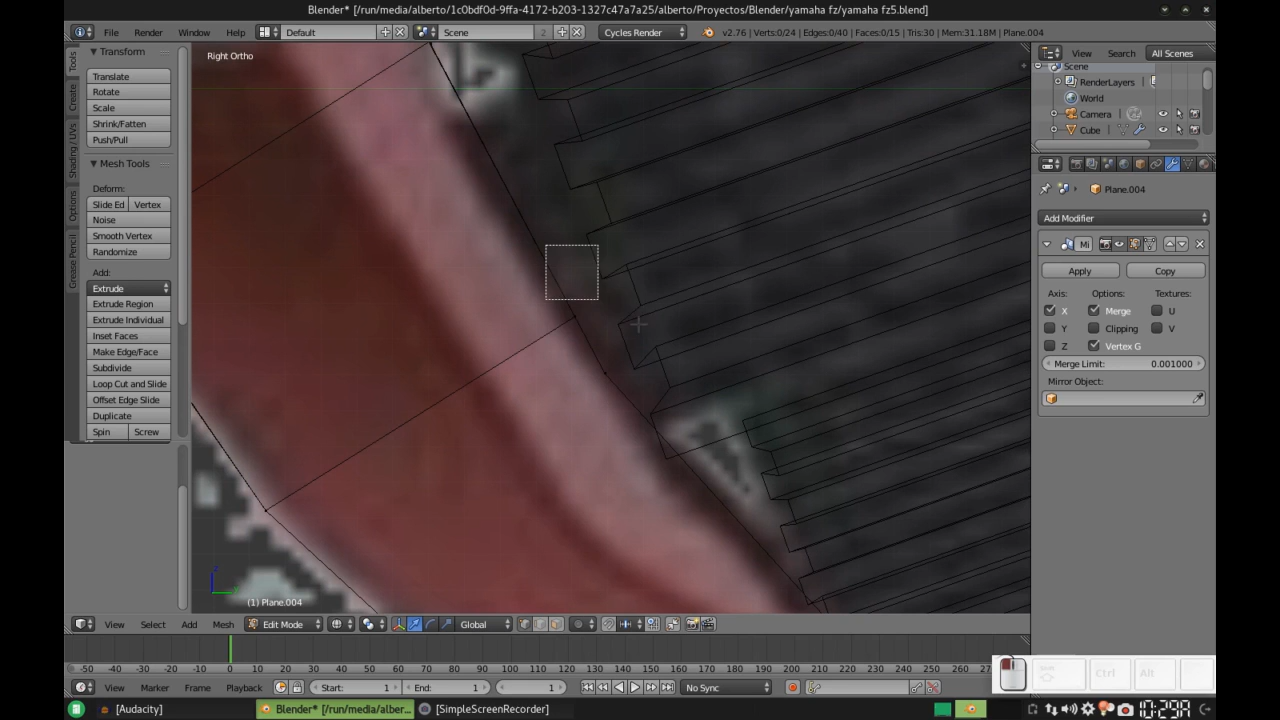 Blender* [/run/media/alberto/1c0bdf0d-9ffa-4172-b203-1327c47a7a25/alberto/Proyectos/Blender/yamaha fz/yamaha fz5.blend]
File Render Window Help Default Scene 2 Cycles Render v2.76 | Verts:0/24 | Edges:0/40 | Faces:0/15 | Tris:30 | Mem:31.18M | Plane.004
Tools
Create
Shading / UVs
Options
Grease Pencil
Transform
Translate
Rotate
Scale
Shrink/Fatten
Push/Pull
Mesh Tools
Deform:
Slide Ed Vertex
Noise
Smooth Vertex
Randomize
Add:
Extrude
Extrude Region
Extrude Individual
Inset Faces
Make Edge/Face
Subdivide
Loop Cut and Slide
Offset Edge Slide
Duplicate
Spin Screw
Right Ortho
(1) Plane.004
View Search All Scenes
Scene
RenderLayers
World
Camera
Cube
Plane.004
Add Modifier
Mi
Apply Copy
Axis: Options: Textures:
X Merge U
Y Clipping V
Z Vertex G
Merge Limit: 0.001000
Mirror Object:
View Select Add Mesh Edit Mode Global
-50 -40 -30 -20 -10 0 10 20 30 40 50 60 70 80 90 100 110 120 130 140 150 160 170 180 190 200 210 220 230 240 250 260
View Marker Frame Playback Start: 1 End: 1 1 No Sync
Ctrl Alt
[Audacity] Blender* [/run/media/alber... [SimpleScreenRecorder]